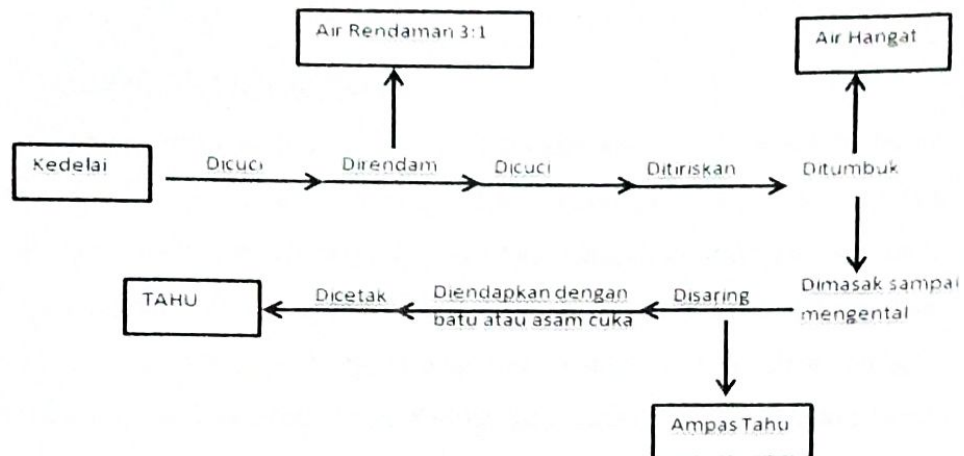 Air Rendaman 3:1
Air Hangat
Kedelai
Dicuci
Direndam
Dicuci
Ditiriskan
Ditumbuk
Dimasak sampai
mengental
Disaring
Diendapkan dengan
batu atau asam cuka
Dicetak
TAHU
Ampas Tahu